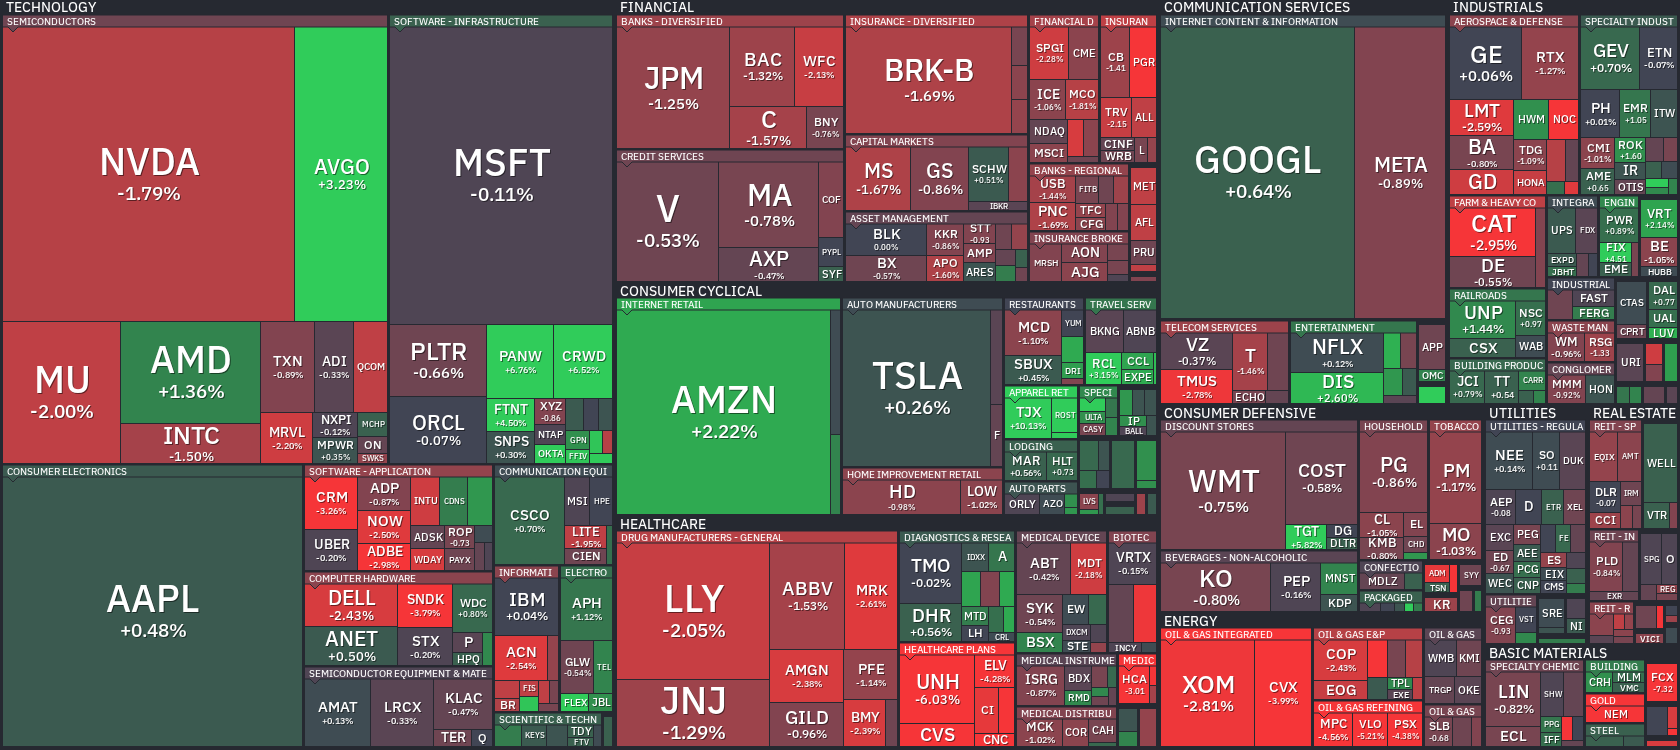 TECHNOLOGY
SEMICONDUCTORS
NVDA
-1.79%
AVGO
+3.23%
MU
-2.00%
AMD
+1.36%
INTC
-1.50%
TXN
-0.89%
ADI
-0.33%
QCOM
MRVL
-2.20%
NXPI
-0.12%
MCHP
MPWR
+0.35%
ON
SWKS
SOFTWARE - INFRASTRUCTURE
MSFT
-0.11%
PLTR
-0.66%
ORCL
-0.07%
PANW
+6.76%
CRWD
+6.52%
FTNT
+4.50%
XYZ
-0.86
SNPS
+0.30%
NTAP
GPN
OKTA
FFIV
CONSUMER ELECTRONICS
AAPL
+0.48%
SOFTWARE - APPLICATION
CRM
-3.26%
ADP
-0.87%
INTU
CDNS
NOW
-2.50%
UBER
-0.20%
ADBE
-2.98%
ADSK
ROP
-0.73
WDAY
PAYX
COMPUTER HARDWARE
DELL
-2.43%
SNDK
-3.79%
WDC
+0.80%
ANET
+0.50%
STX
-0.20%
P
HPQ
SEMICONDUCTOR EQUIPMENT & MATE
AMAT
+0.13%
LRCX
-0.33%
KLAC
-0.47%
TER
Q
COMMUNICATION EQUI
CSCO
+0.70%
MSI
HPE
LITE
-1.95%
CIEN
INFORMATI
IBM
+0.04%
ACN
-2.54%
FIS
BR
ELECTRO
APH
+1.12%
GLW
-0.54%
TEL
FLEX
JBL
SCIENTIFIC & TECHN
KEYS
TDY
FTV
FINANCIAL
BANKS - DIVERSIFIED
JPM
-1.25%
BAC
-1.32%
WFC
-2.13%
C
-1.57%
BNY
-0.76%
CREDIT SERVICES
V
-0.53%
MA
-0.78%
COF
AXP
-0.47%
PYPL
SYF
INSURANCE - DIVERSIFIED
BRK-B
-1.69%
CAPITAL MARKETS
MS
-1.67%
GS
-0.86%
SCHW
+0.51%
IBKR
ASSET MANAGEMENT
BLK
0.00%
KKR
-0.86%
STT
-0.93
BX
-0.57%
APO
-1.60%
AMP
ARES
FINANCIAL D
SPGI
-2.28%
CME
ICE
-1.06%
MCO
-1.81%
NDAQ
MSCI
INSURAN
CB
-1.41
PGR
TRV
-2.15
ALL
CINF
WRB
L
BANKS - REGIONAL
USB
-1.44%
FITB
PNC
-1.69%
TFC
CFG
INSURANCE BROKE
MRSH
AON
AJG
MET
AFL
PRU
CONSUMER CYCLICAL
INTERNET RETAIL
AMZN
+2.22%
AUTO MANUFACTURERS
TSLA
+0.26%
F
HOME IMPROVEMENT RETAIL
HD
-0.98%
LOW
-1.02%
RESTAURANTS
MCD
-1.10%
YUM
SBUX
+0.45%
DRI
TRAVEL SERV
BKNG
ABNB
RCL
+3.15%
CCL
EXPE
APPAREL RET
TJX
+10.13%
ROST
SPECI
ULTA
CASY
IP
BALL
LODGING
MAR
+0.56%
HLT
+0.73
AUTO PARTS
ORLY
AZO
LVS
HEALTHCARE
DRUG MANUFACTURERS - GENERAL
LLY
-2.05%
JNJ
-1.29%
ABBV
-1.53%
MRK
-2.61%
AMGN
-2.38%
PFE
-1.14%
GILD
-0.96%
BMY
-2.39%
DIAGNOSTICS & RESEA
TMO
-0.02%
IDXX
A
DHR
+0.56%
MTD
LH
CRL
HEALTHCARE PLANS
UNH
-6.03%
ELV
-4.28%
CI
CVS
CNC
MEDICAL DEVICE
ABT
-0.42%
MDT
-2.18%
SYK
-0.54%
EW
BSX
DXCM
STE
MEDICAL INSTRUME
ISRG
-0.87%
BDX
RMD
MEDICAL DISTRIBU
MCK
-1.02%
COR
CAH
BIOTEC
VRTX
-0.15%
INCY
MEDIC
HCA
-3.01
COMMUNICATION SERVICES
INTERNET CONTENT & INFORMATION
GOOGL
+0.64%
META
-0.89%
TELECOM SERVICES
VZ
-0.37%
T
-1.46%
TMUS
-2.78%
ECHO
ENTERTAINMENT
NFLX
+0.12%
DIS
+2.60%
APP
OMC
CONSUMER DEFENSIVE
DISCOUNT STORES
WMT
-0.75%
COST
-0.58%
TGT
+5.82%
DG
DLTR
BEVERAGES - NON-ALCOHOLIC
KO
-0.80%
PEP
-0.16%
MNST
KDP
HOUSEHOLD
PG
-0.86%
CL
-1.05%
EL
KMB
-0.80%
CHD
TOBACCO
PM
-1.17%
MO
-1.03%
CONFECTIO
MDLZ
PACKAGED
ADM
TSN
SYY
KR
ENERGY
OIL & GAS INTEGRATED
XOM
-2.81%
CVX
-3.99%
OIL & GAS E&P
COP
-2.43%
EOG
TPL
EXE
OIL & GAS REFINING
MPC
-4.56%
VLO
-5.21%
PSX
-4.38%
OIL & GAS
WMB
KMI
TRGP
OKE
OIL & GAS
SLB
-0.68
INDUSTRIALS
AEROSPACE & DEFENSE
GE
+0.06%
RTX
-1.27%
LMT
-2.59%
HWM
NOC
BA
-0.80%
TDG
-1.09%
GD
HONA
SPECIALTY INDUST
GEV
+0.70%
ETN
-0.07%
PH
+0.01%
EMR
+1.05
ITW
CMI
-1.01%
ROK
+1.60
AME
+0.65
IR
OTIS
FARM & HEAVY CO
CAT
-2.95%
DE
-0.55%
INTEGRA
UPS
FDX
EXPD
JBHT
ENGIN
PWR
+0.89%
FIX
+4.51
EME
VRT
+2.14%
BE
-1.05%
HUBB
RAILROADS
UNP
+1.44%
NSC
+0.97
CSX
WAB
INDUSTRIAL
FAST
FERG
CTAS
CPRT
DAL
+0.77
UAL
LUV
WASTE MAN
WM
-0.96%
RSG
-1.33
URI
BUILDING PRODUC
JCI
+0.79%
TT
+0.54
CARR
CONGLOMER
MMM
-0.92%
HON
UTILITIES
UTILITIES - REGULA
NEE
+0.14%
SO
+0.11
DUK
AEP
-0.08
D
ETR
XEL
EXC
PEG
FE
ED
-0.67
AEE
ES
PCG
EIX
WEC
CNP
CMS
UTILITIE
CEG
-0.93
VST
SRE
NI
REAL ESTATE
REIT - SP
EQIX
AMT
DLR
-0.07
IRM
CCI
WELL
VTR
REIT - IN
PLD
-0.84%
EXR
SPG
O
REG
REIT - R
VICI
BASIC MATERIALS
SPECIALTY CHEMIC
LIN
-0.82%
SHW
ECL
PPG
IFF
BUILDING
CRH
MLM
VMC
GOLD
NEM
STEEL
FCX
-7.32